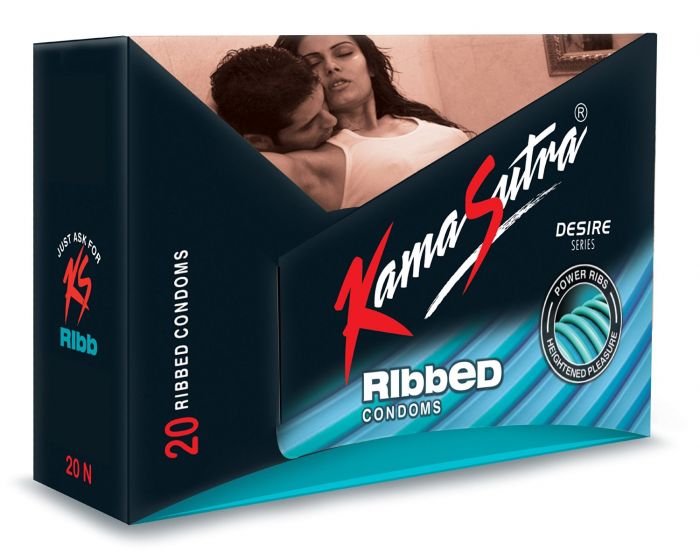 JUST ASK FOR
KS
RIbb
20 N
20 RIBBED CONDOMS
KamaSutra®
DESIRE
SERIES
POWER RIBS
HEIGHTENED PLEASURE
RIbbED
CONDOMS